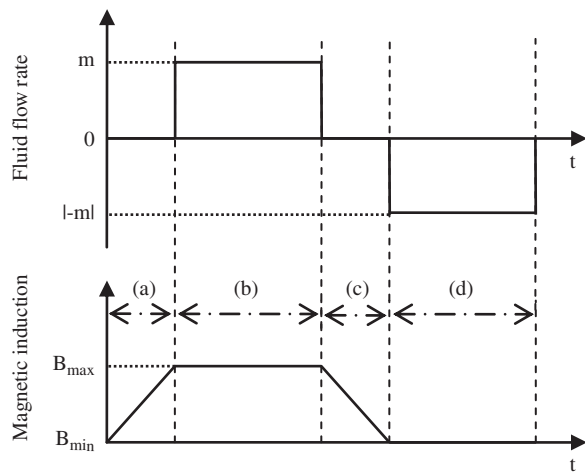 Fluid flow rate
m
0
|-m|
t
Magnetic induction
(a) (b) (c) (d)
B_max
B_min
t